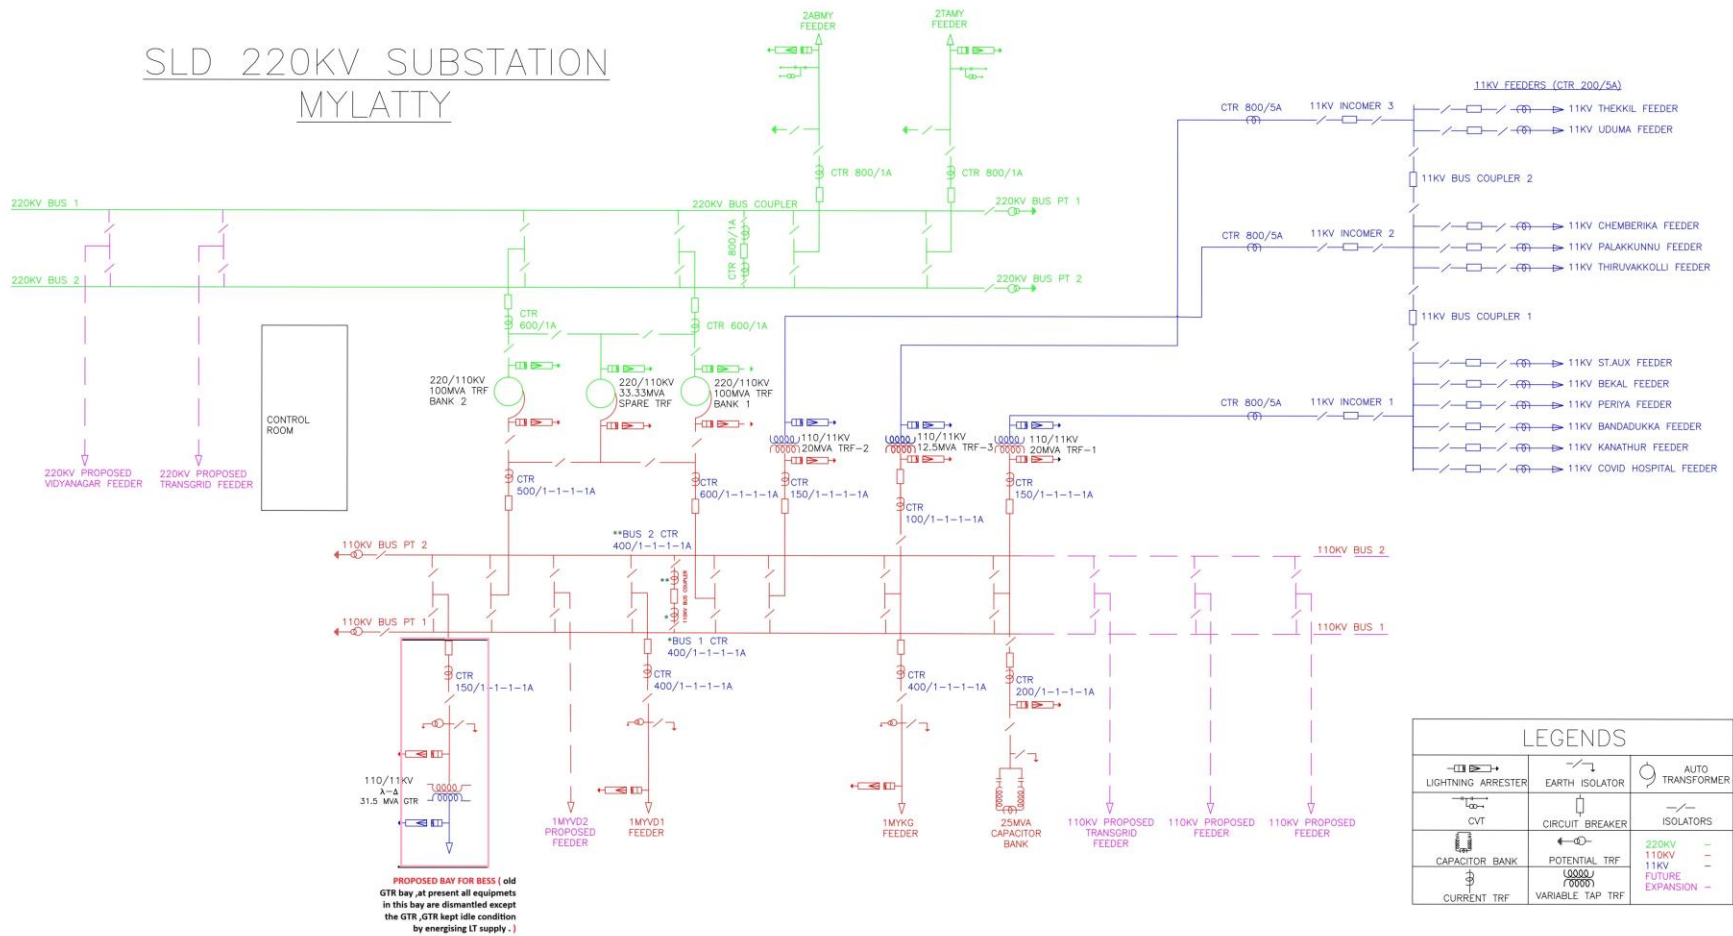 SLD 220KV SUBSTATION
MYLATTY
2ABMY
FEEDER
2TAMY
FEEDER
CTR 800/1A
CTR 800/1A
220KV BUS 1
220KV BUS COUPLER
220KV BUS PT 1
CTR 800/1A
220KV BUS 2
220KV BUS PT 2
CTR
600/1A
CTR 600/1A
220/110KV
100MVA TRF
BANK 2
220/110KV
33.33MVA
SPARE TRF
220/110KV
100MVA TRF
BANK 1
CONTROL
ROOM
220KV PROPOSED
VIDYANAGAR FEEDER
220KV PROPOSED
TRANSGRID FEEDER
110/11KV
20MVA TRF-2
110/11KV
12.5MVA TRF-3
110/11KV
20MVA TRF-1
CTR
500/1-1-1-1A
CTR
600/1-1-1-1A
CTR
150/1-1-1-1A
CTR
100/1-1-1-1A
CTR
150/1-1-1-1A
11KV FEEDERS (CTR 200/5A)
CTR 800/5A
11KV INCOMER 3
11KV THEKKIL FEEDER
11KV UDUMA FEEDER
11KV BUS COUPLER 2
CTR 800/5A
11KV INCOMER 2
11KV CHEMBERIKA FEEDER
11KV PALAKKUNNU FEEDER
11KV THIRUVAKKOLLI FEEDER
11KV BUS COUPLER 1
11KV ST.AUX FEEDER
11KV BEKAL FEEDER
CTR 800/5A
11KV INCOMER 1
11KV PERIYA FEEDER
11KV BANDADUKKA FEEDER
11KV KANATHUR FEEDER
11KV COVID HOSPITAL FEEDER
110KV BUS PT 2
**BUS 2 CTR
400/1-1-1-1A
110KV BUS 2
**
110KV BUS COUPLER
*
110KV BUS PT 1
110KV BUS 1
*BUS 1 CTR
400/1-1-1-1A
CTR
150/1-1-1-1A
CTR
400/1-1-1-1A
CTR
400/1-1-1-1A
CTR
200/1-1-1-1A
110/11KV
λ-Δ
31.5 MVA GTR
1MYVD2
PROPOSED
FEEDER
1MYVD1
FEEDER
1MYKG
FEEDER
25MVA
CAPACITOR
BANK
110KV PROPOSED
TRANSGRID
FEEDER
110KV PROPOSED
FEEDER
110KV PROPOSED
FEEDER
PROPOSED BAY FOR BESS ( old
GTR bay ,at present all equipmets
in this bay are dismantled except
the GTR ,GTR kept idle condition
by energising LT supply . )
LEGENDS
LIGHTNING ARRESTER
EARTH ISOLATOR
AUTO
TRANSFORMER
CVT
CIRCUIT BREAKER
ISOLATORS
CAPACITOR BANK
POTENTIAL TRF
220KV –
110KV –
11KV –
FUTURE
EXPANSION –
CURRENT TRF
VARIABLE TAP TRF